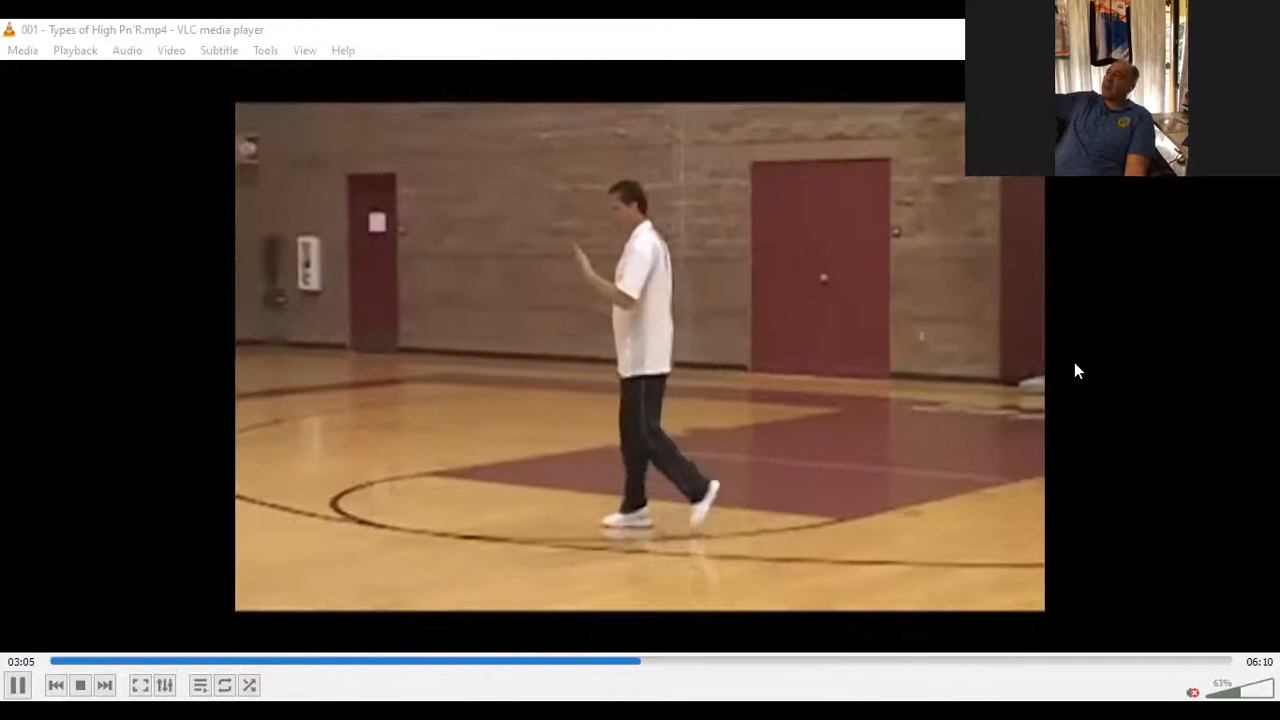 001 - Types of High Pn'R.mp4 - VLC media player
Media Playback Audio Video Subtitle Tools View Help
03:05
06:10
63%